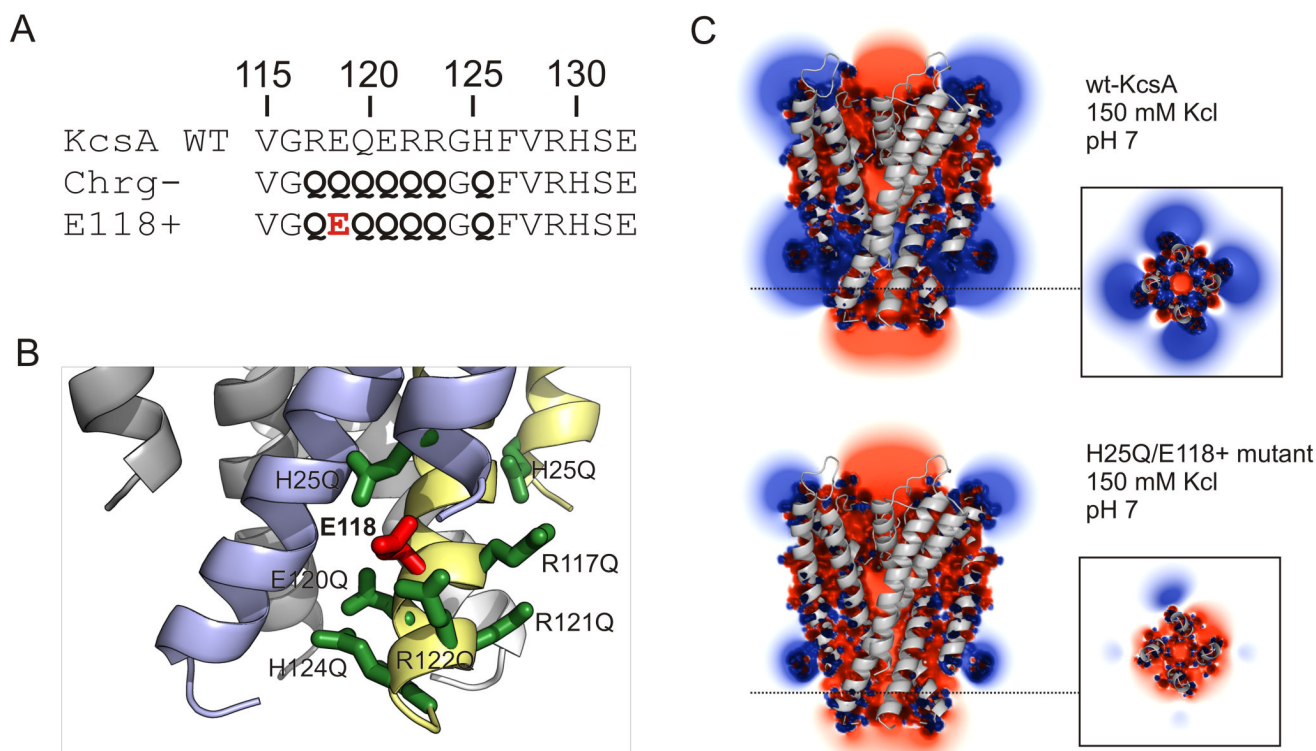 A
115 120 125 130
KcsA WT VGREQERRGHFVRHSE
Chrg- VGQQQQQQGQFVRHSE
E118+ VGQEQQQQGQFVRHSE
B
H25Q
H25Q
E118
R117Q
E120Q
R121Q
R122Q
H124Q
C
wt-KcsA
150 mM Kcl
pH 7
H25Q/E118+ mutant
150 mM Kcl
pH 7